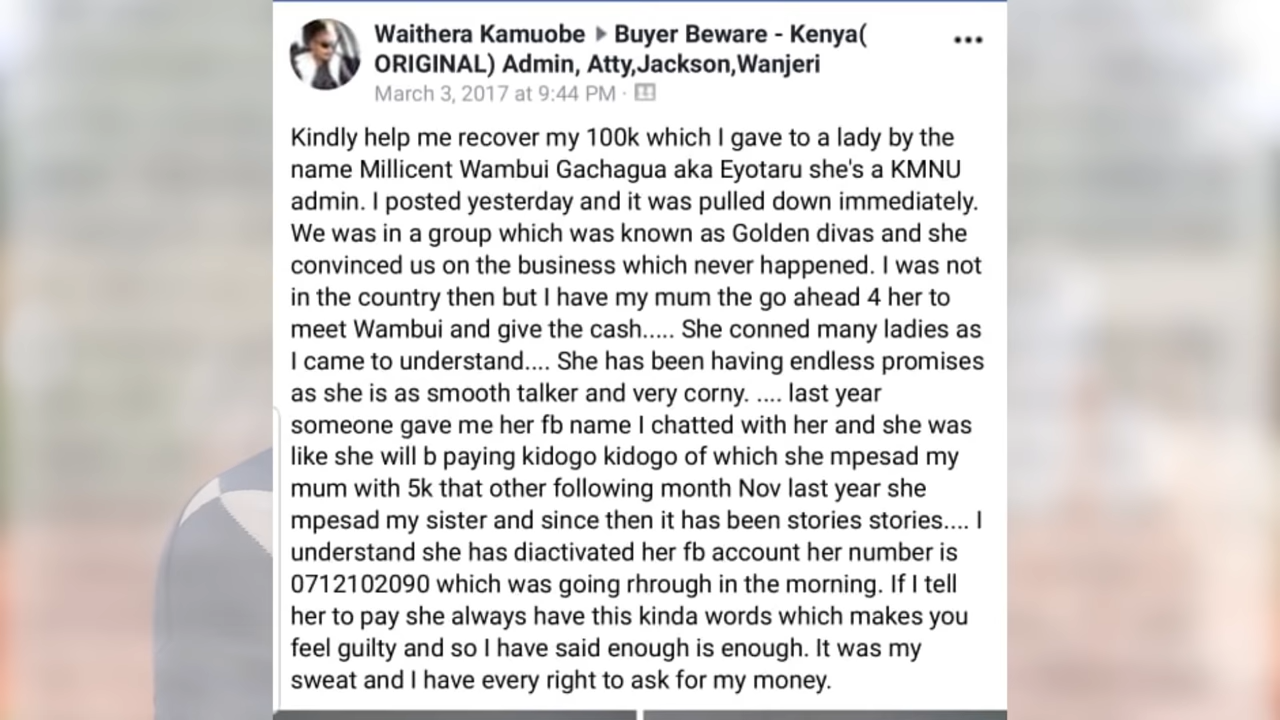 Waithera Kamuobe ▶ Buyer Beware - Kenya(
ORIGINAL) Admin, Atty,Jackson,Wanjeri
March 3, 2017 at 9:44 PM ·
Kindly help me recover my 100k which I gave to a lady by the
name Millicent Wambui Gachagua aka Eyotaru she's a KMNU
admin. I posted yesterday and it was pulled down immediately.
We was in a group which was known as Golden divas and she
convinced us on the business which never happened. I was not
in the country then but I have my mum the go ahead 4 her to
meet Wambui and give the cash..... She conned many ladies as
I came to understand.... She has been having endless promises
as she is as smooth talker and very corny. .... last year
someone gave me her fb name I chatted with her and she was
like she will b paying kidogo kidogo of which she mpesad my
mum with 5k that other following month Nov last year she
mpesad my sister and since then it has been stories stories.... I
understand she has diactivated her fb account her number is
0712102090 which was going rhrough in the morning. If I tell
her to pay she always have this kinda words which makes you
feel guilty and so I have said enough is enough. It was my
sweat and I have every right to ask for my money.